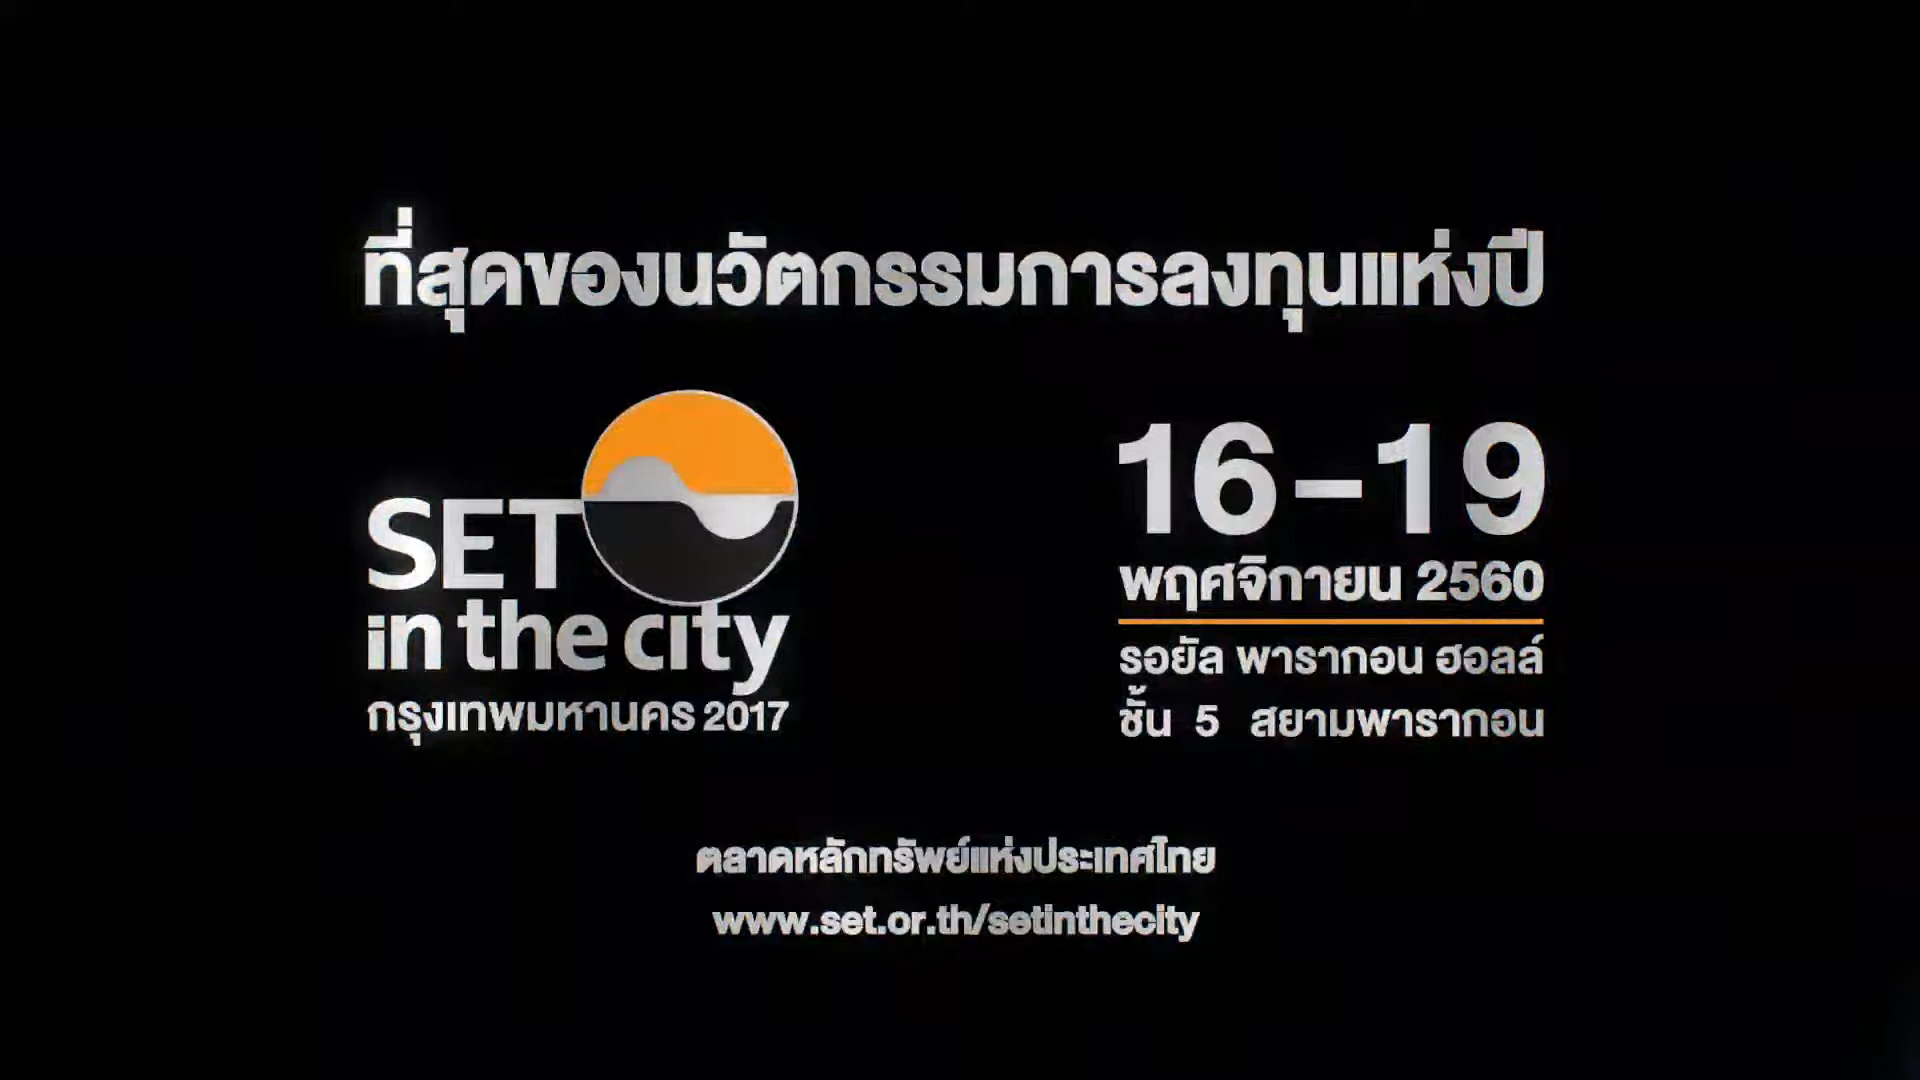 ที่สุดของนวัตกรรมการลงทุนแห่งปี
SET
in the city
กรุงเทพมหานคร 2017
16-19
พฤศจิกายน 2560
รอยัล พารากอน ฮอลล์
ชั้น 5 สยามพารากอน
ตลาดหลักทรัพย์แห่งประเทศไทย
www.set.or.th/setinthecity